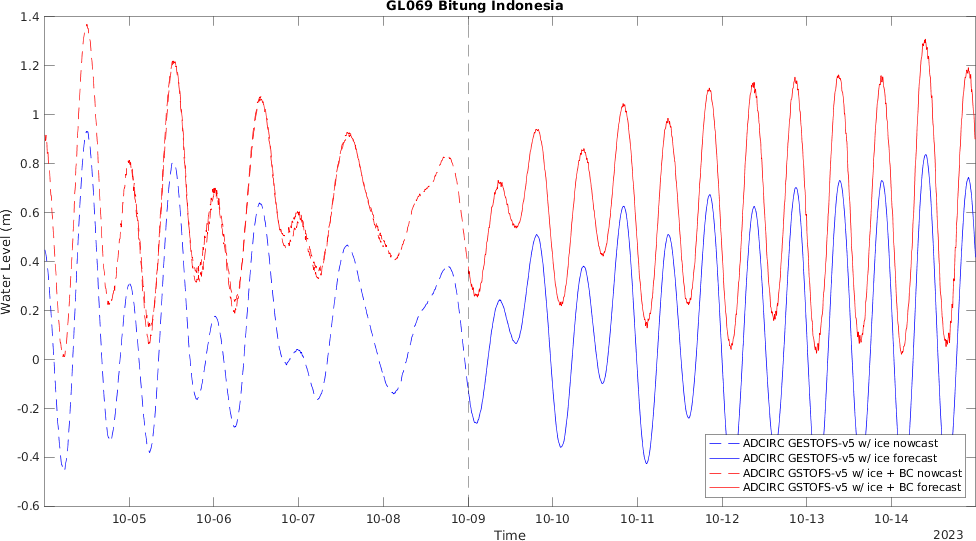 GL069 Bitung Indonesia
Water Level (m)
1.4
1.2
1
0.8
0.6
0.4
0.2
0
-0.2
-0.4
-0.6
ADCIRC GESTOFS-v5 w/ ice nowcast
ADCIRC GESTOFS-v5 w/ ice forecast
ADCIRC GSTOFS-v5 w/ ice + BC nowcast
ADCIRC GSTOFS-v5 w/ ice + BC forecast
10-05 10-06 10-07 10-08 10-09 10-10 10-11 10-12 10-13 10-14
Time
2023